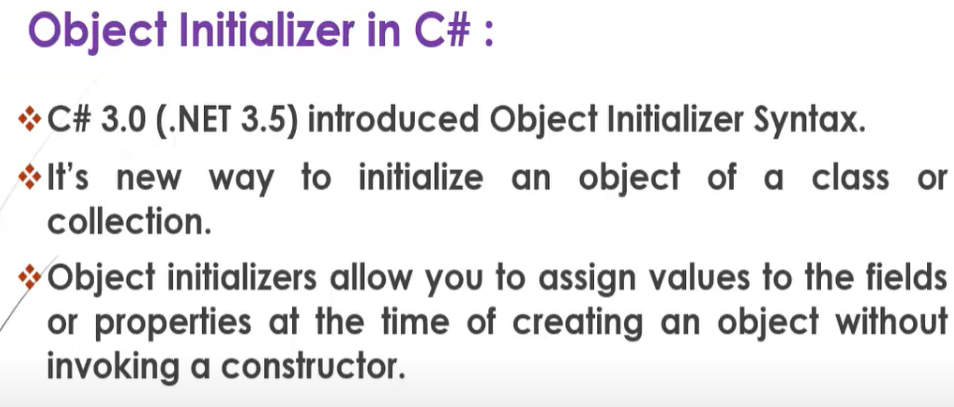 Object Initializer in C# :
C# 3.0 (.NET 3.5) introduced Object Initializer Syntax.
It's new way to initialize an object of a class or
collection.
Object initializers allow you to assign values to the fields
or properties at the time of creating an object without
invoking a constructor.